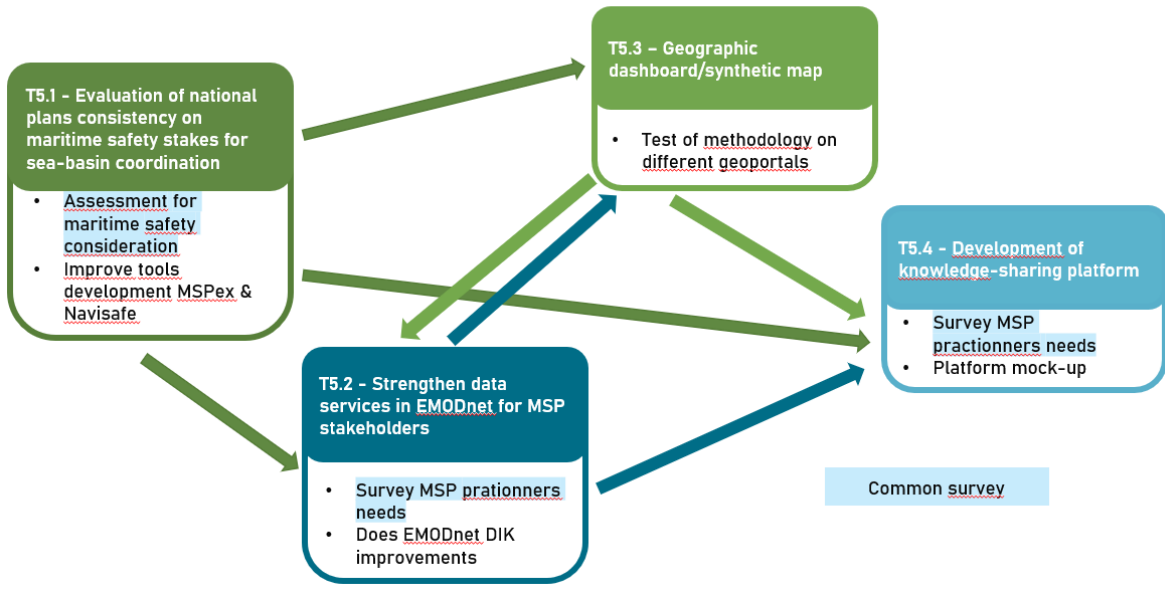 T5.1 - Evaluation of national
plans consistency on
maritime safety stakes for
sea-basin coordination
• Assessment for
maritime safety
consideration
• Improve tools
development MSPex &
Navisafe
T5.3 – Geographic
dashboard/synthetic map
• Test of methodology on
different geoportals
T5.2 - Strengthen data
services in EMODnet for MSP
stakeholders
• Survey MSP prationners
needs
• Does EMODnet DIK
improvements
T5.4 – Development of
knowledge-sharing platform
• Survey MSP
practionners needs
• Platform mock-up
Common survey